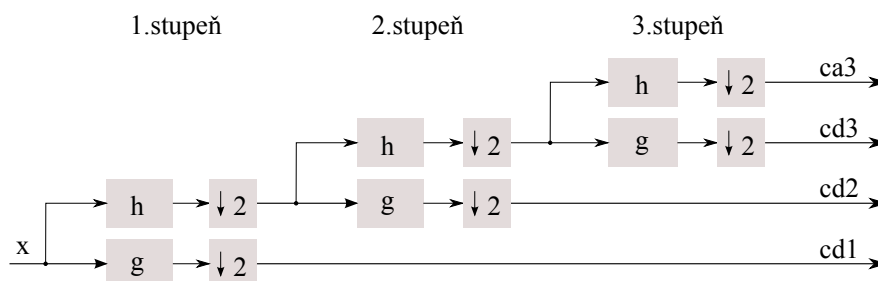 1.stupeň 2.stupeň 3.stupeň
h ↓ 2 ca3
h ↓ 2 g ↓ 2 cd3
h ↓ 2 g ↓ 2 cd2
x g ↓ 2 cd1